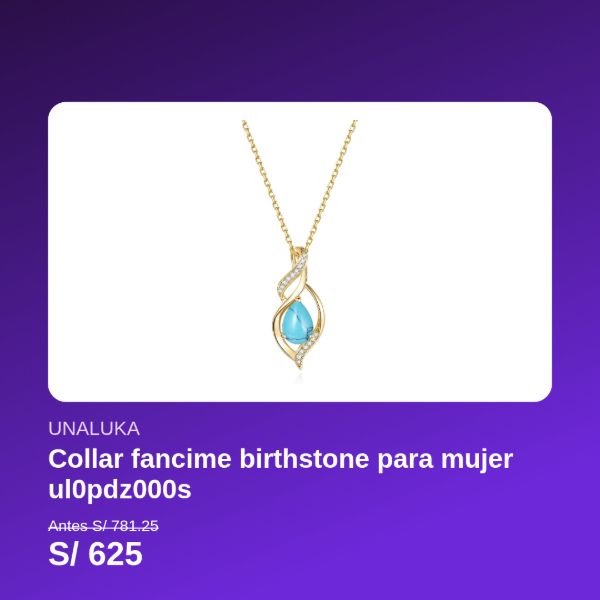 UNALUKA
Collar fancime birthstone para mujer
ul0pdz000s
Antes S/ 781.25
S/ 625